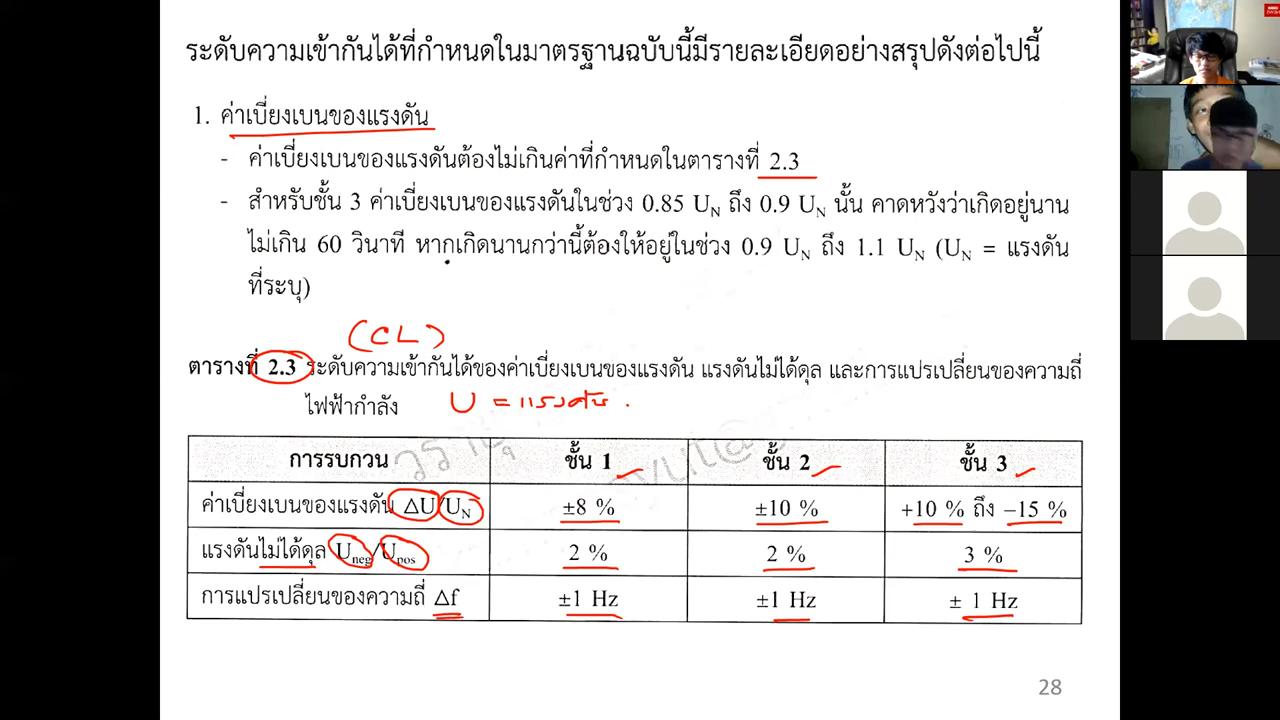 ระดับความเข้ากันได้ที่กำหนดในมาตรฐานฉบับนี้มีรายละเอียดอย่างสรุปดังต่อไปนี้
1. ค่าเบี่ยงเบนของแรงดัน
- ค่าเบี่ยงเบนของแรงดันต้องไม่เกินค่าที่กำหนดในตารางที่ 2.3
- สำหรับชั้น 3 ค่าเบี่ยงเบนของแรงดันในช่วง 0.85 U_N ถึง 0.9 U_N นั้น คาดหวังว่าเกิดอยู่นาน
ไม่เกิน 60 วินาที หากเกิดนานกว่านี้ต้องให้อยู่ในช่วง 0.9 U_N ถึง 1.1 U_N (U_N = แรงดัน
ที่ระบุ)
(CL)
ตารางที่ 2.3 ระดับความเข้ากันได้ของค่าเบี่ยงเบนของแรงดัน แรงดันไม่ได้ดุล และการแปรเปลี่ยนของความถี่
ไฟฟ้ากำลัง U = แรงดัน .
การรบกวน ชั้น 1 ชั้น 2 ชั้น 3
ค่าเบี่ยงเบนของแรงดัน ΔU/U_N ±8 % ±10 % +10 % ถึง −15 %
แรงดันไม่ได้ดุล U_neg/U_pos 2 % 2 % 3 %
การแปรเปลี่ยนของความถี่ Δf ±1 Hz ±1 Hz ± 1 Hz
28